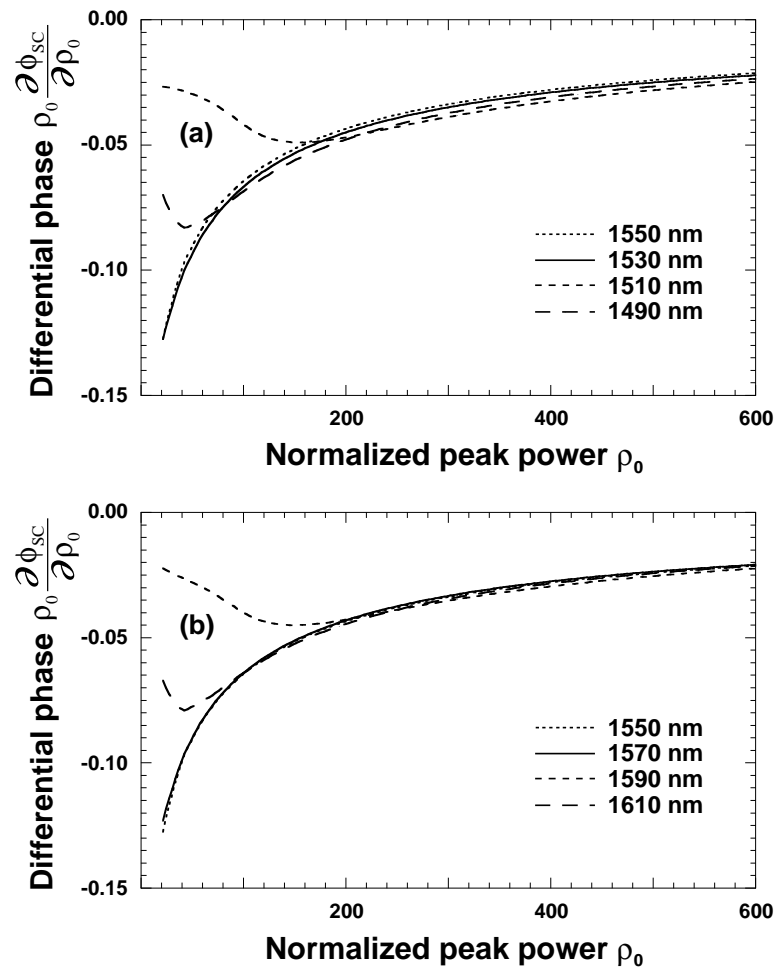 0.00
-0.05
-0.10
-0.15
Differential phase ρ₀ ∂ϕSC/∂ρ₀
(a)
1550 nm
1530 nm
1510 nm
1490 nm
200 400 600
Normalized peak power ρ₀
0.00
-0.05
-0.10
-0.15
Differential phase ρ₀ ∂ϕSC/∂ρ₀
(b)
1550 nm
1570 nm
1590 nm
1610 nm
200 400 600
Normalized peak power ρ₀